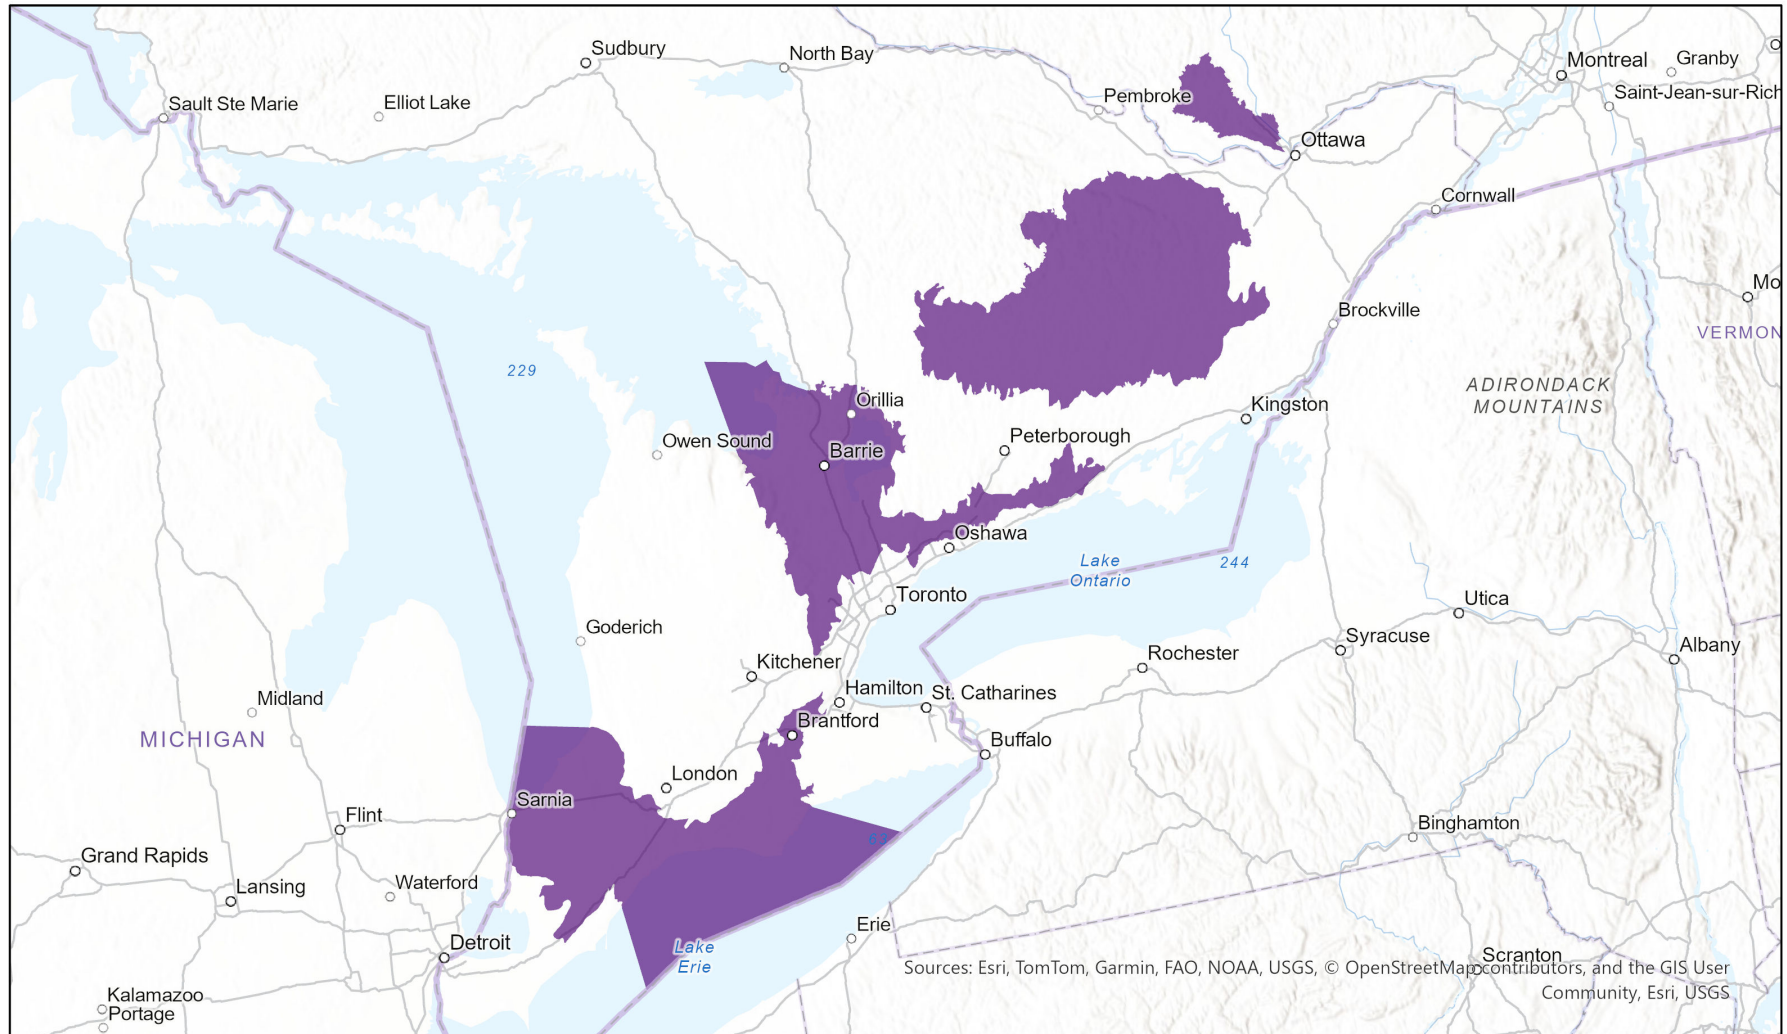 Sudbury
North Bay
Montreal
Granby
Sault Ste Marie
Elliot Lake
Pembroke
Saint-Jean-sur-Rich
Ottawa
Cornwall
Mo
Brockville
VERMON
229
ADIRONDACK
MOUNTAINS
Orillia
Kingston
Owen Sound
Barrie
Peterborough
Oshawa
Lake
Ontario
244
Toronto
Utica
Goderich
Syracuse
Albany
Kitchener
Rochester
Midland
Hamilton
St. Catharines
MICHIGAN
Brantford
Buffalo
London
Sarnia
Flint
Binghamton
Grand Rapids
Lansing
Waterford
Erie
Detroit
Lake
Erie
Scranton
Sources: Esri, TomTom, Garmin, FAO, NOAA, USGS, © OpenStreetMap contributors, and the GIS User
Community, Esri, USGS
Kalamazoo
Portage